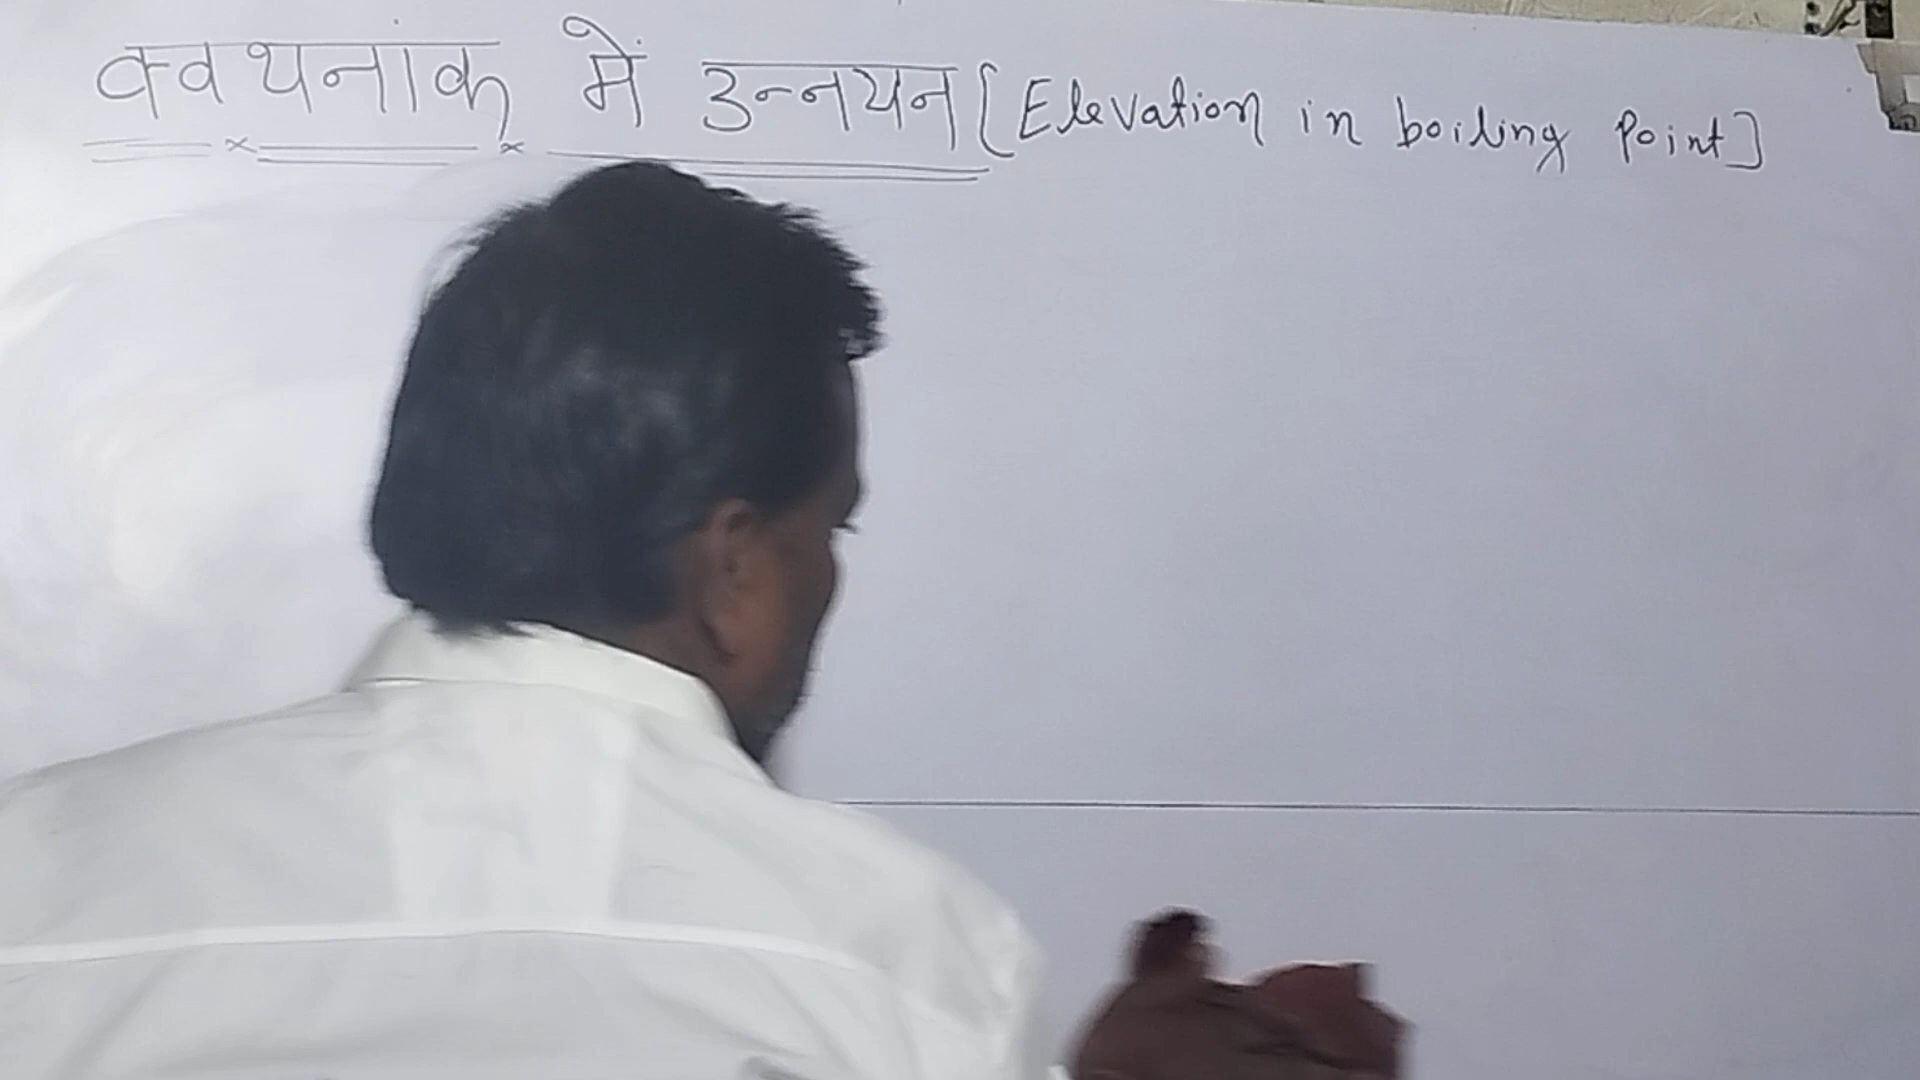 क्वथनांक में उन्नयन [Elevation in boiling point]